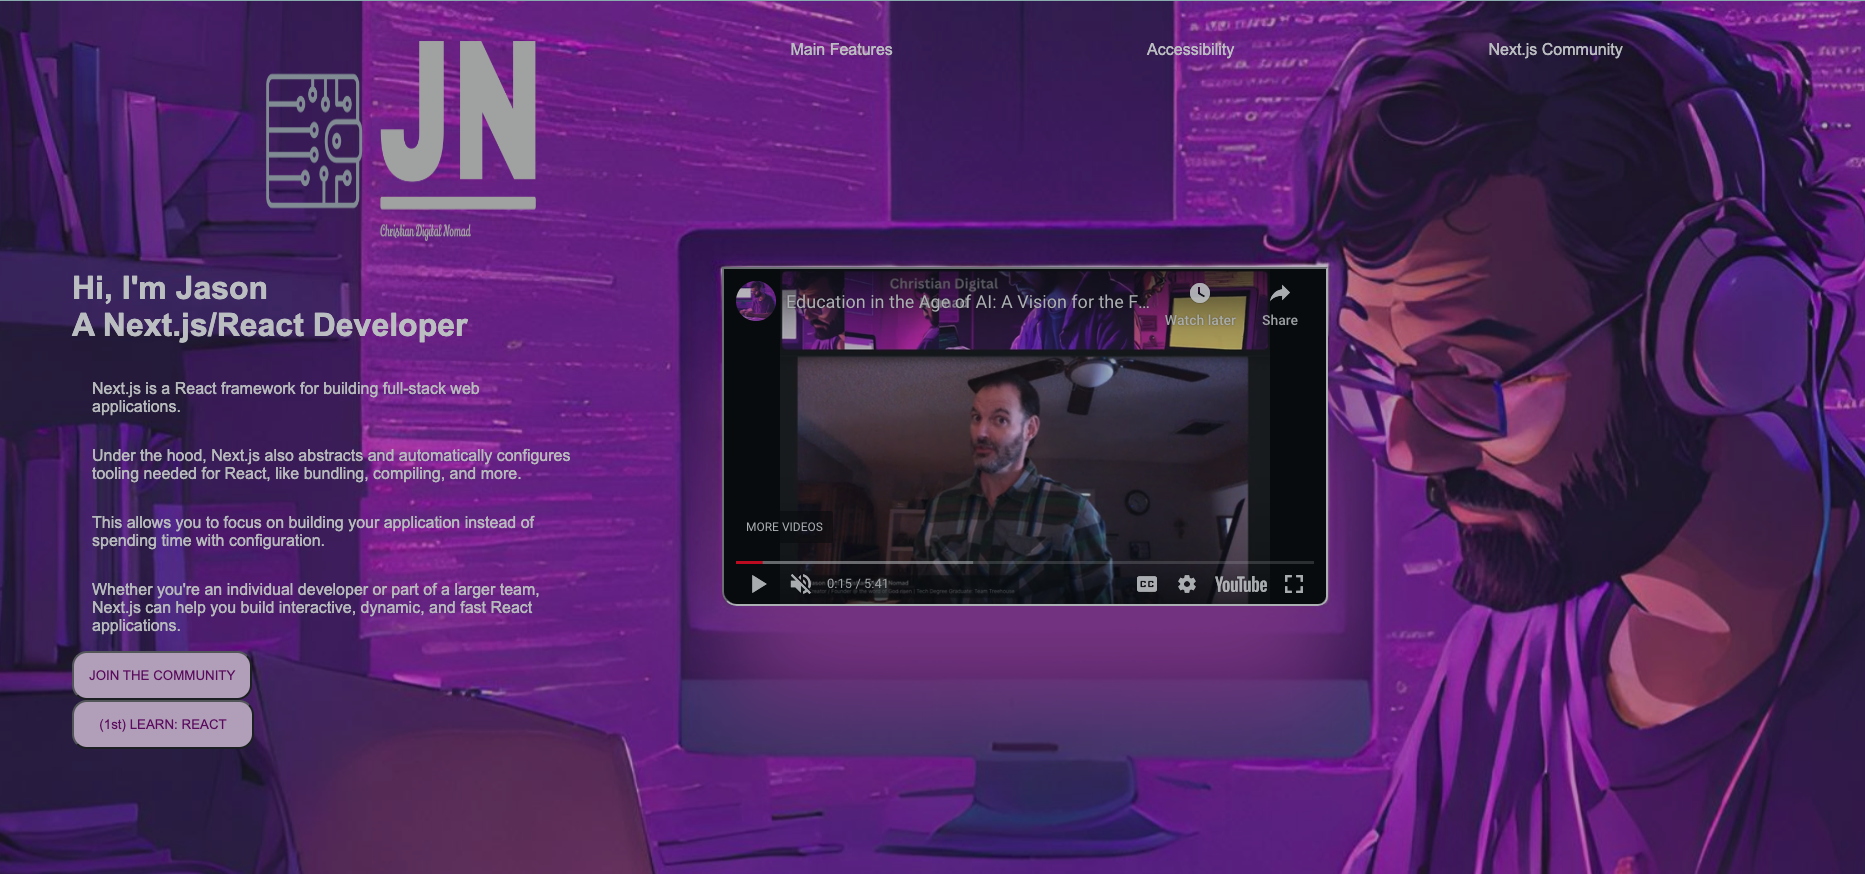 JN
Christian Digital Nomad
Main Features
Accessibility
Next.js Community
Hi, I'm Jason
A Next.js/React Developer
Next.js is a React framework for building full-stack web
applications.
Under the hood, Next.js also abstracts and automatically configures
tooling needed for React, like bundling, compiling, and more.
This allows you to focus on building your application instead of
spending time with configuration.
Whether you're an individual developer or part of a larger team,
Next.js can help you build interactive, dynamic, and fast React
applications.
JOIN THE COMMUNITY
(1st) LEARN: REACT
Christian Digital
Education in the Age of AI: A Vision for the F...
Watch later
Share
MORE VIDEOS
0:15 / 5:41
CC
YouTube